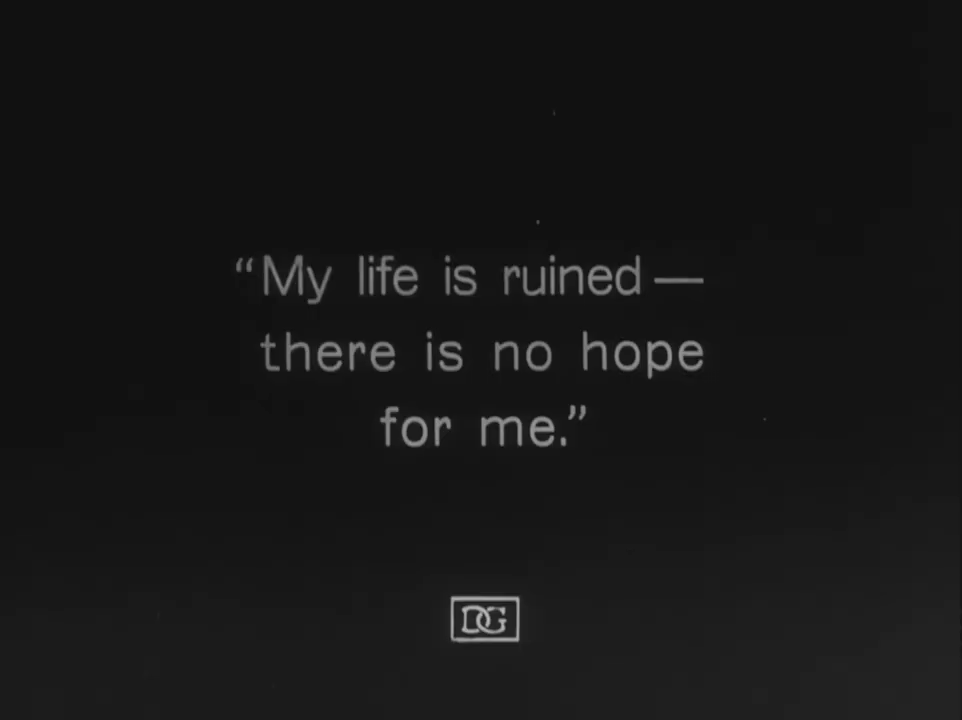 “My life is ruined—
there is no hope
for me.”
DG